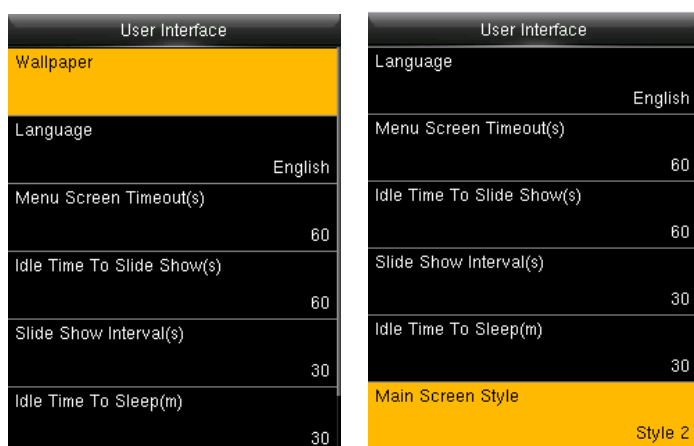 User Interface
Wallpaper
Language
English
Menu Screen Timeout(s)
60
Idle Time To Slide Show(s)
60
Slide Show Interval(s)
30
Idle Time To Sleep(m)
30
User Interface
Language
English
Menu Screen Timeout(s)
60
Idle Time To Slide Show(s)
60
Slide Show Interval(s)
30
Idle Time To Sleep(m)
30
Main Screen Style
Style 2